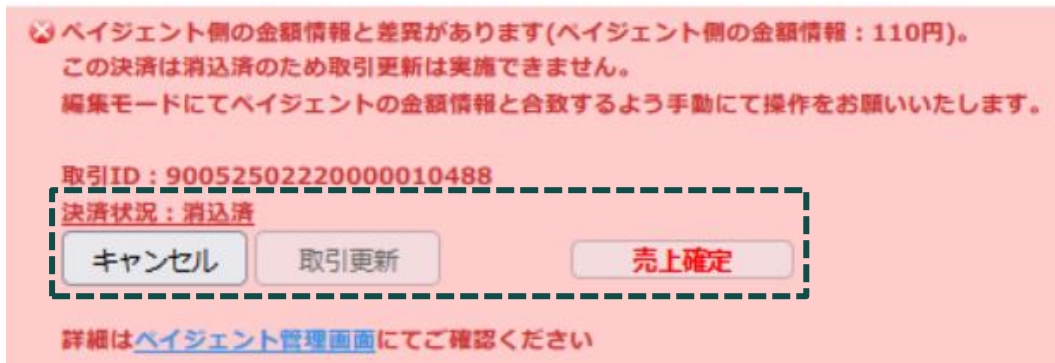 ペイジェント側の金額情報と差異があります(ペイジェント側の金額情報：110円)。
この決済は消込済のため取引更新は実施できません。
編集モードにてペイジェントの金額情報と合致するよう手動にて操作をお願いいたします。
取引ID：90052502220000010488
決済状況：消込済
キャンセル 取引更新 売上確定
詳細はペイジェント管理画面にてご確認ください